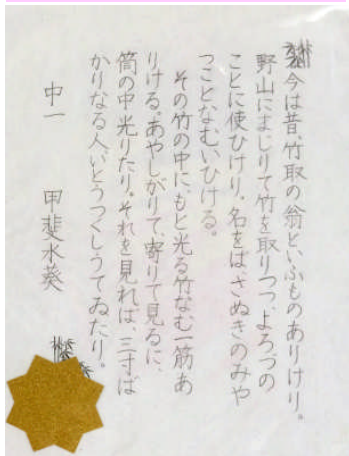 今は昔、竹取の翁といふものありけり。
野山にまじりて竹を取りつつ、よろづの
ことに使ひけり。名をば、さぬきのみや
つことなむいひける。
その竹の中に、もと光る竹なむ一筋あ
りける。あやしがりて、寄りて見るに、
筒の中光りたり。それを見れば、三寸ば
かりなる人、いとうつくしうてゐたり。
中一 甲斐水葵